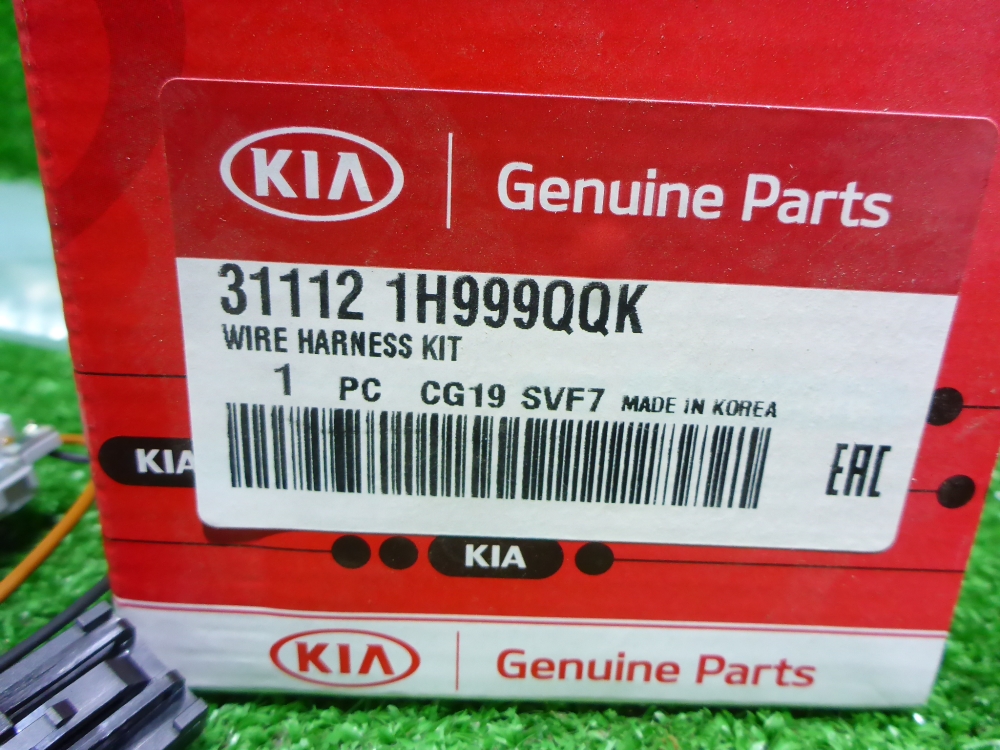 KIA Genuine Parts
31112 1H999QQK
WIRE HARNESS KIT
1 PC CG19 SVF7 MADE IN KOREA
EAC
KIA
KIA
KIA Genuine Parts